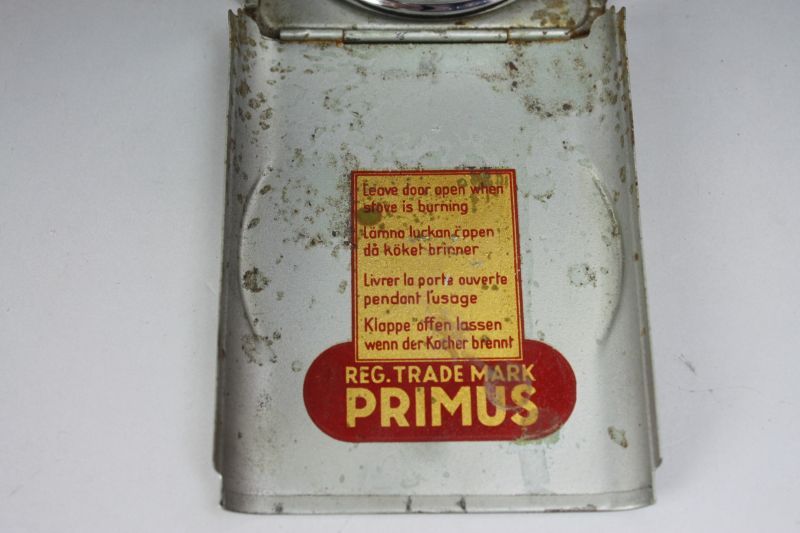 Leave door open when
stove is burning
Lämna luckan öppen
då köket brinner
Livrer la porte ouverte
pendant l'usage
Klappe offen lassen
wenn der Kocher brennt
REG. TRADE MARK
PRIMUS